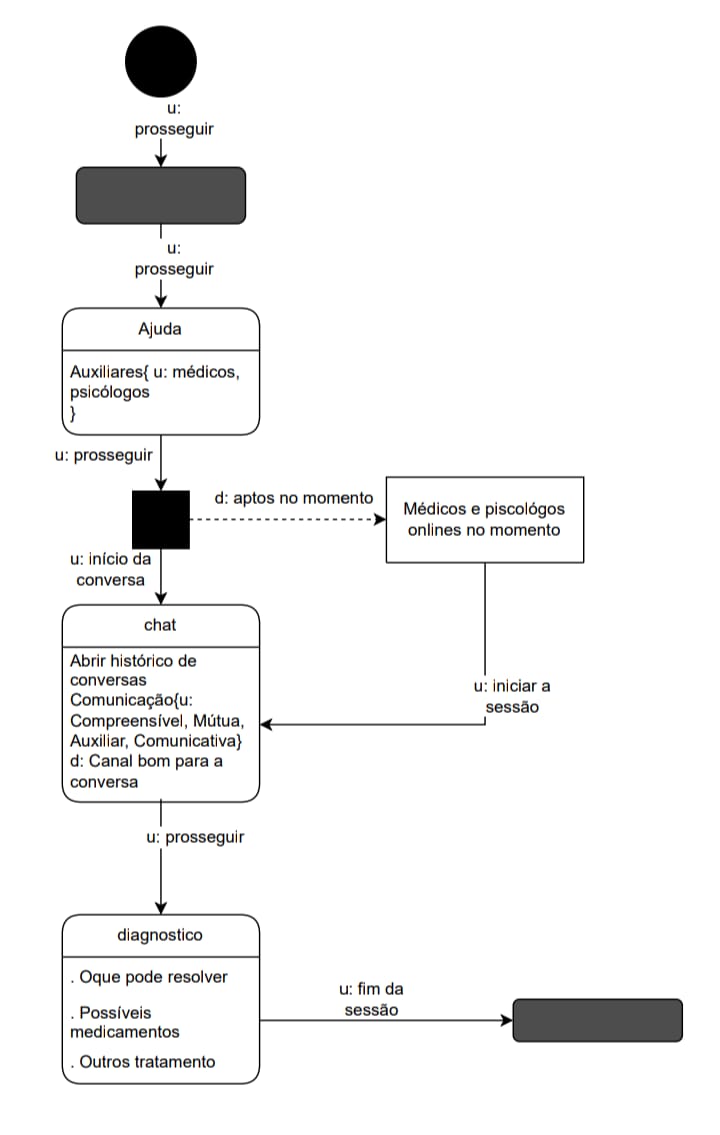 u:
prosseguir
u:
prosseguir
Ajuda
Auxiliares{ u: médicos,
psicólogos
}
u: prosseguir
d: aptos no momento
Médicos e piscológos
onlines no momento
u: início da
conversa
chat
Abrir histórico de
conversas
Comunicação{u:
Compreensível, Mútua,
Auxiliar, Comunicativa}
d: Canal bom para a
conversa
u: iniciar a
sessão
u: prosseguir
diagnostico
. Oque pode resolver
. Possíveis
medicamentos
. Outros tratamento
u: fim da
sessão